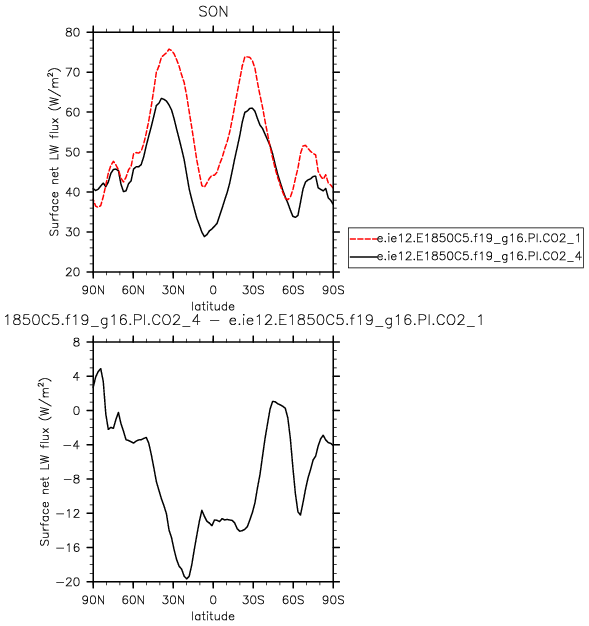 SON
Surface net LW flux (W/m²)
80
70
60
50
40
30
20
90N 60N 30N 0 30S 60S 90S
latitude
e.ie12.E1850C5.f19_g16.PI.CO2_1
e.ie12.E1850C5.f19_g16.PI.CO2_4
1850C5.f19_g16.PI.CO2_4 − e.ie12.E1850C5.f19_g16.PI.CO2_1
Surface net LW flux (W/m²)
8
4
0
−4
−8
−12
−16
−20
90N 60N 30N 0 30S 60S 90S
latitude